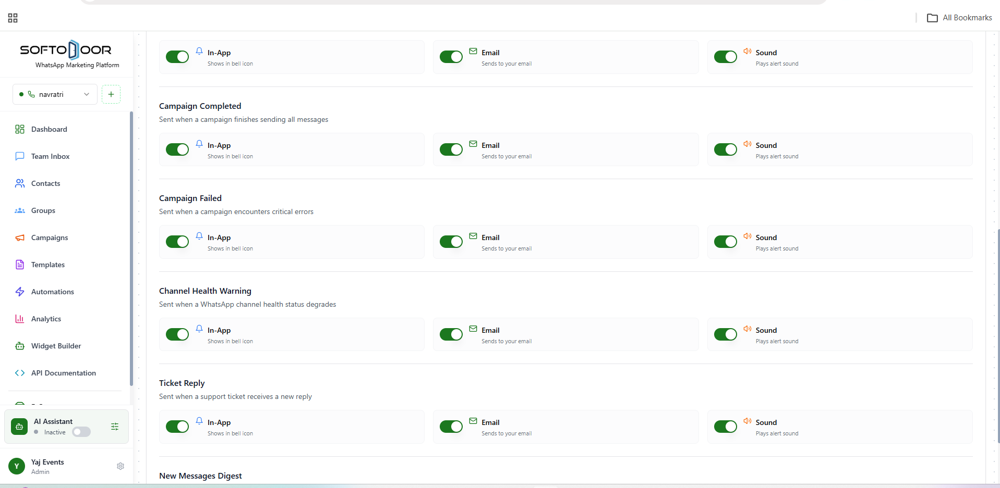 All Bookmarks
SOFTODOOR
WhatsApp Marketing Platform
navratri
Dashboard
Team Inbox
Contacts
Groups
Campaigns
Templates
Automations
Analytics
Widget Builder
API Documentation
AI Assistant
Inactive
Y
Yaj Events
Admin
In-App
Shows in bell icon
Email
Sends to your email
Sound
Plays alert sound
Campaign Completed
Sent when a campaign finishes sending all messages
In-App
Shows in bell icon
Email
Sends to your email
Sound
Plays alert sound
Campaign Failed
Sent when a campaign encounters critical errors
In-App
Shows in bell icon
Email
Sends to your email
Sound
Plays alert sound
Channel Health Warning
Sent when a WhatsApp channel health status degrades
In-App
Shows in bell icon
Email
Sends to your email
Sound
Plays alert sound
Ticket Reply
Sent when a support ticket receives a new reply
In-App
Shows in bell icon
Email
Sends to your email
Sound
Plays alert sound
New Messages Digest